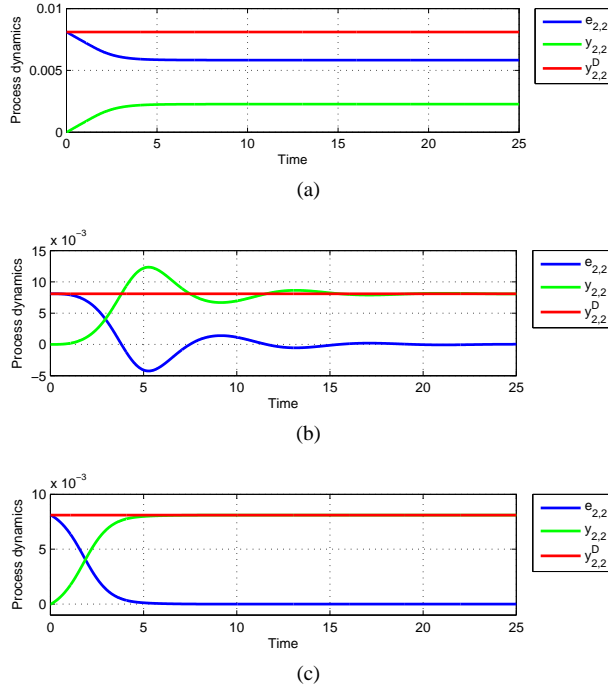 0.01
0.005
0
Process dynamics
0 5 10 15 20 25
Time
e2,2
y2,2
y^D 2,2
(a)
x 10^−3
15
10
5
0
−5
Process dynamics
0 5 10 15 20 25
Time
e2,2
y2,2
y^D 2,2
(b)
x 10^−3
10
5
0
Process dynamics
0 5 10 15 20 25
Time
e2,2
y2,2
y^D 2,2
(c)